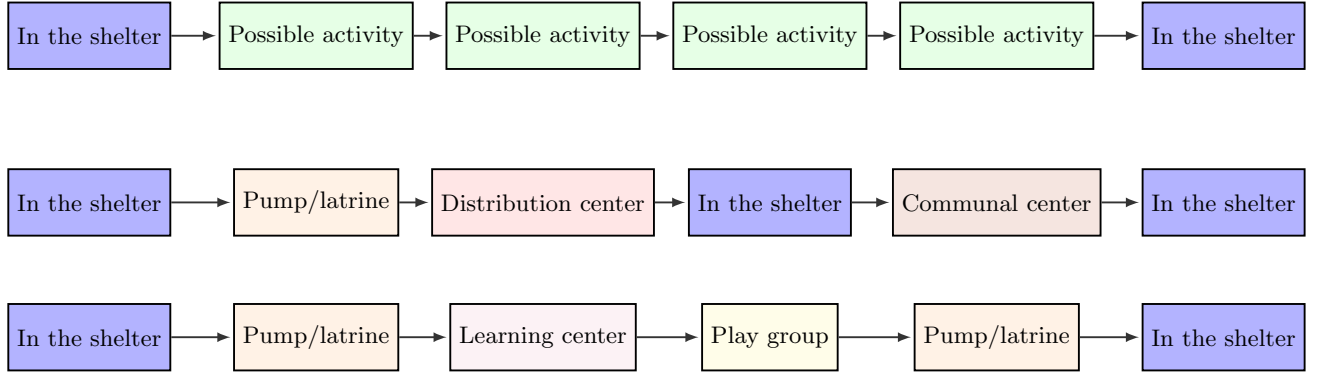 In the shelter Possible activity Possible activity Possible activity Possible activity In the shelter
In the shelter Pump/latrine Distribution center In the shelter Communal center In the shelter
In the shelter Pump/latrine Learning center Play group Pump/latrine In the shelter